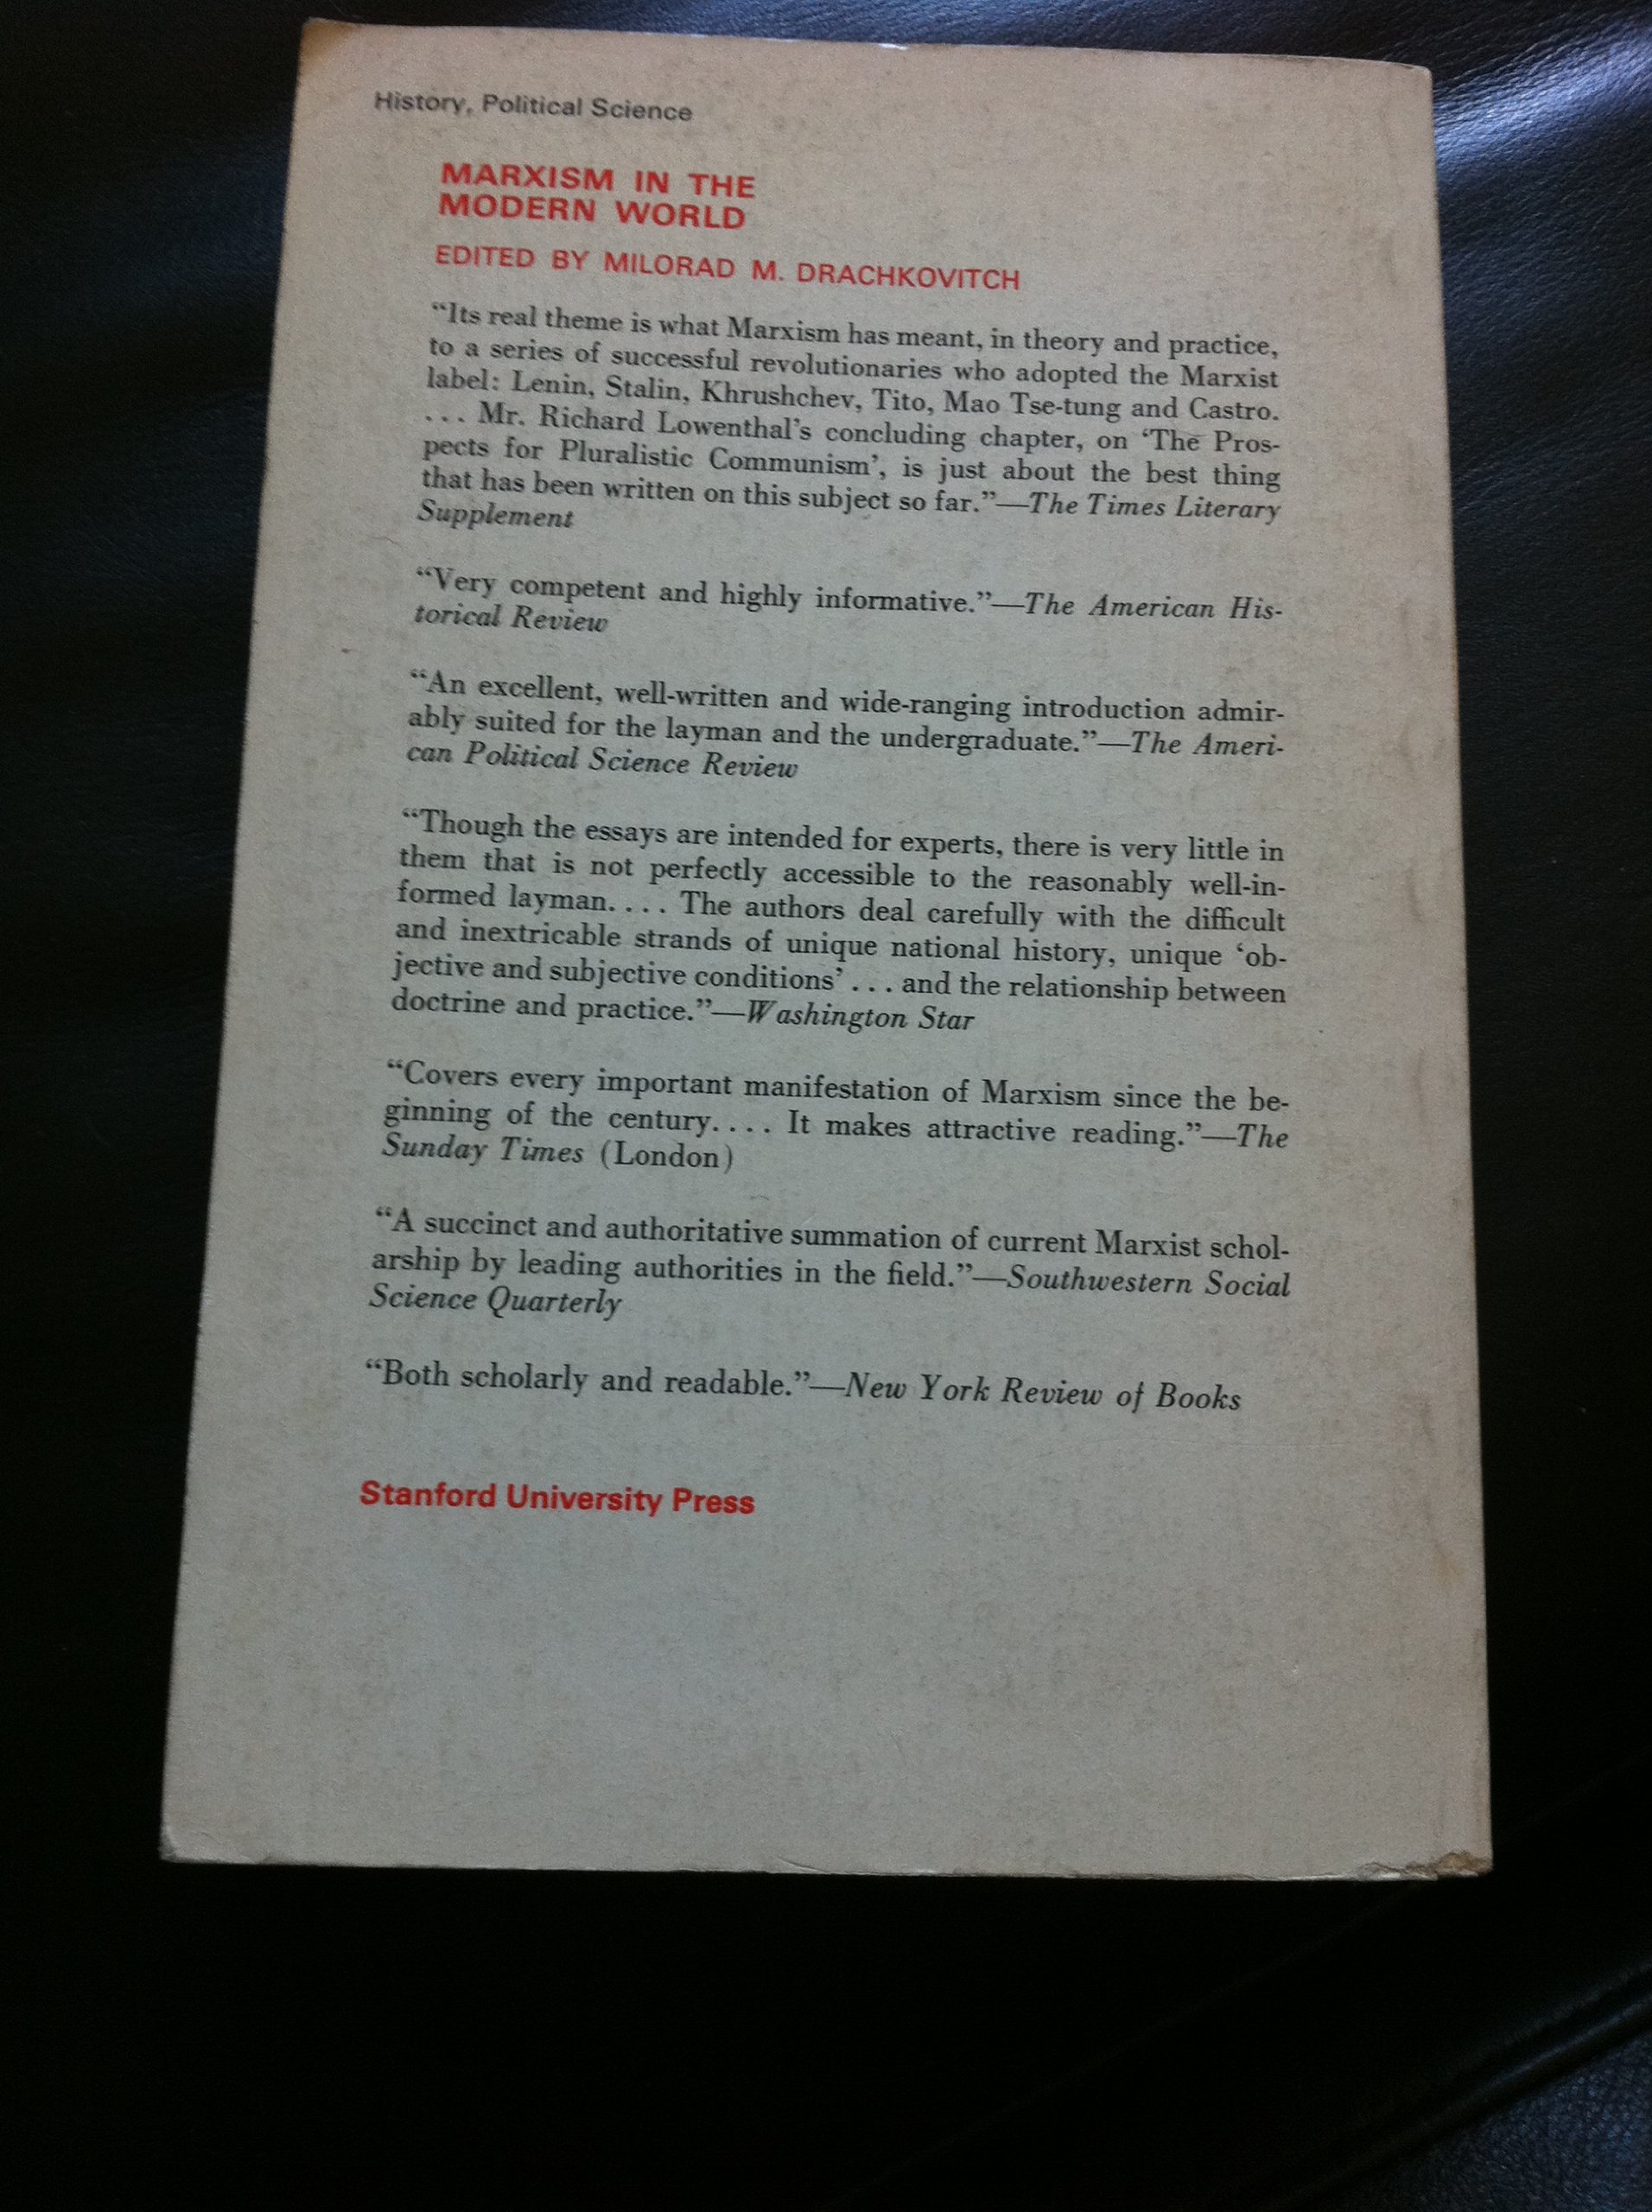 History, Political Science
MARXISM IN THE
MODERN WORLD
EDITED BY MILORAD M. DRACHKOVITCH
“Its real theme is what Marxism has meant, in theory and practice,
to a series of successful revolutionaries who adopted the Marxist
label: Lenin, Stalin, Khrushchev, Tito, Mao Tse-tung and Castro.
. . . Mr. Richard Lowenthal’s concluding chapter, on ‘The Pros-
pects for Pluralistic Communism’, is just about the best thing
that has been written on this subject so far.”—The Times Literary
Supplement
“Very competent and highly informative.”—The American His-
torical Review
“An excellent, well-written and wide-ranging introduction admir-
ably suited for the layman and the undergraduate.”—The Ameri-
can Political Science Review
“Though the essays are intended for experts, there is very little in
them that is not perfectly accessible to the reasonably well-in-
formed layman. . . . The authors deal carefully with the difficult
and inextricable strands of unique national history, unique ‘ob-
jective and subjective conditions’ . . . and the relationship between
doctrine and practice.”—Washington Star
“Covers every important manifestation of Marxism since the be-
ginning of the century. . . . It makes attractive reading.”—The
Sunday Times (London)
“A succinct and authoritative summation of current Marxist schol-
arship by leading authorities in the field.”—Southwestern Social
Science Quarterly
“Both scholarly and readable.”—New York Review of Books
Stanford University Press